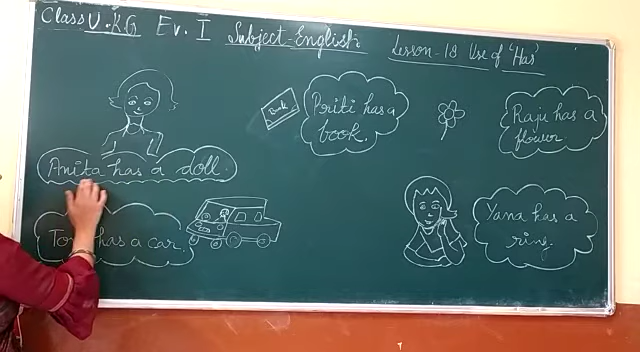 Class U.KG Ev. I Subject-English Lesson-18 Use of 'Has'
Book
Priti has a
book.
Raju has a
flower.
Anita has a doll.
has a car.
Yana has a
ring.